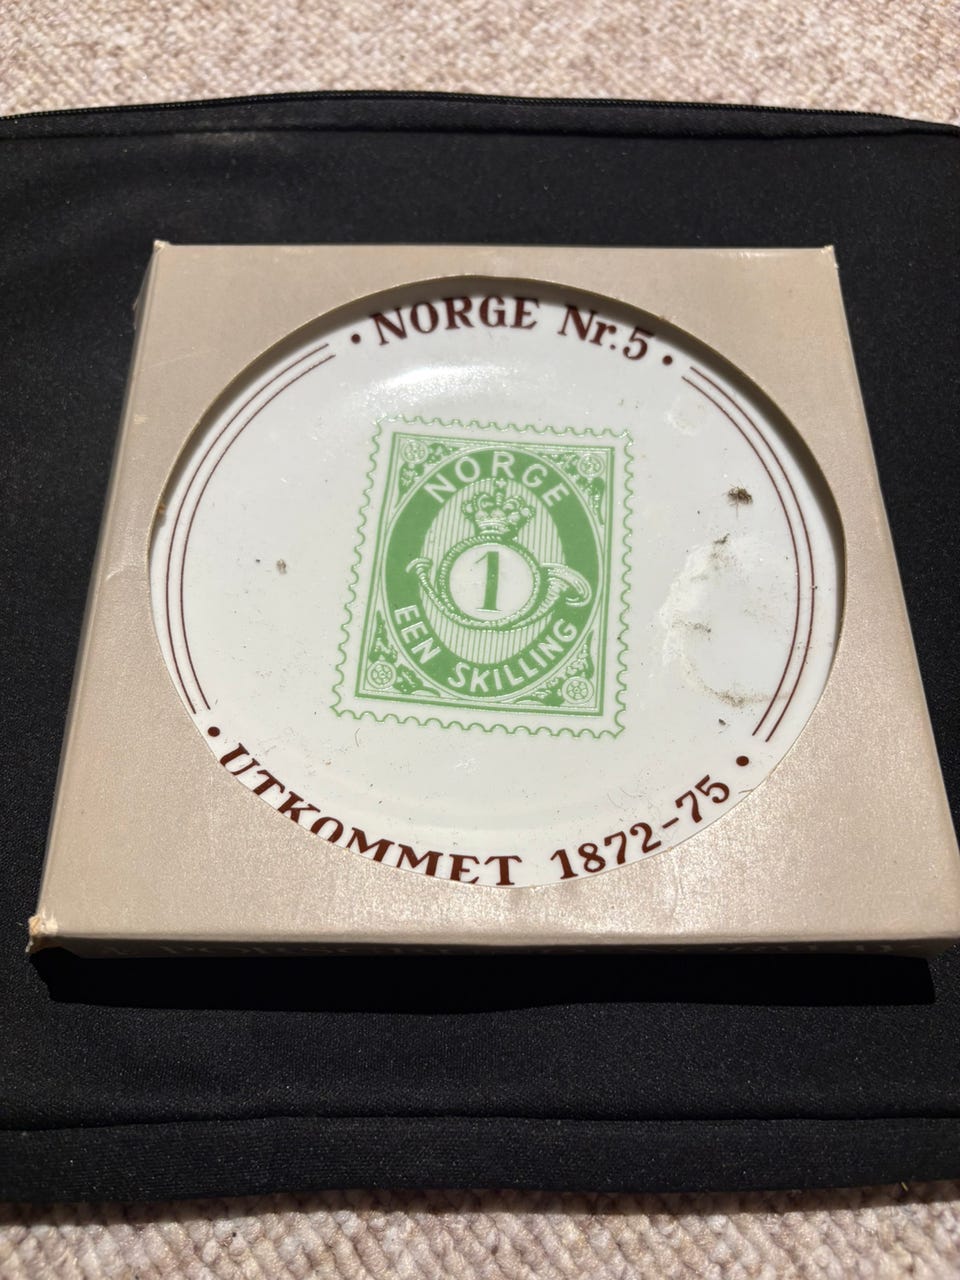 • NORGE Nr. 5 •
NORGE
1
EEN SKILLING
• UTKOMMET 1872-75 •